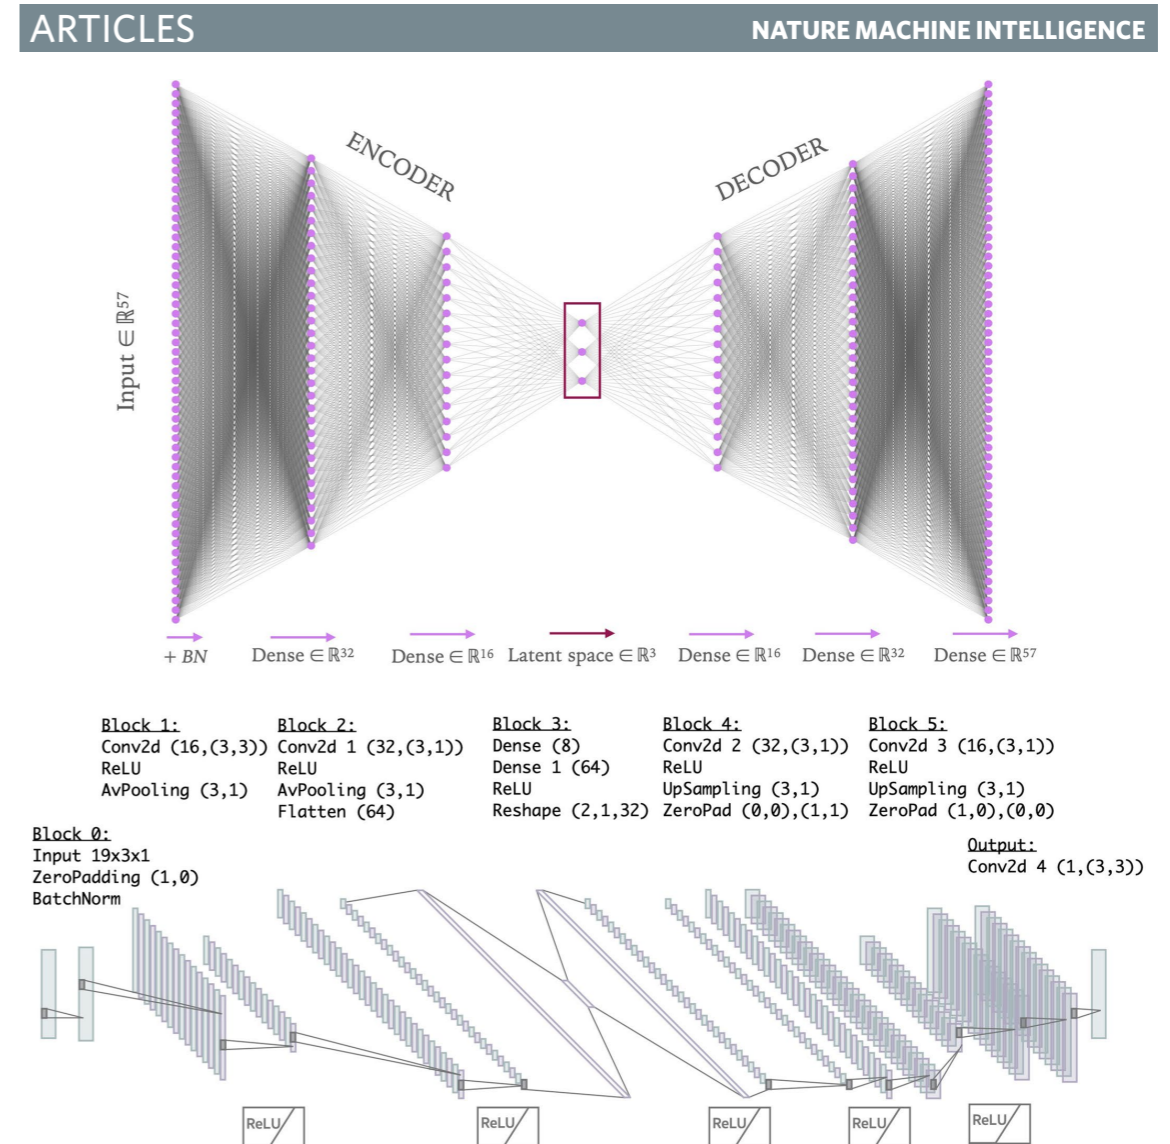 ARTICLES
NATURE MACHINE INTELLIGENCE
ENCODER
DECODER
Input ∈ ℝ⁵⁷
+ BN
Dense ∈ ℝ³²
Dense ∈ ℝ¹⁶
Latent space ∈ ℝ³
Dense ∈ ℝ¹⁶
Dense ∈ ℝ³²
Dense ∈ ℝ⁵⁷
Block 0:
Input 19x3x1
ZeroPadding (1,0)
BatchNorm
Block 1:
Conv2d (16,(3,3))
ReLU
AvPooling (3,1)
Block 2:
Conv2d 1 (32,(3,1))
ReLU
AvPooling (3,1)
Flatten (64)
Block 3:
Dense (8)
Dense 1 (64)
ReLU
Reshape (2,1,32)
Block 4:
Conv2d 2 (32,(3,1))
ReLU
UpSampling (3,1)
ZeroPad (0,0),(1,1)
Block 5:
Conv2d 3 (16,(3,1))
ReLU
UpSampling (3,1)
ZeroPad (1,0),(0,0)
Output:
Conv2d 4 (1,(3,3))
ReLU
ReLU
ReLU
ReLU
ReLU